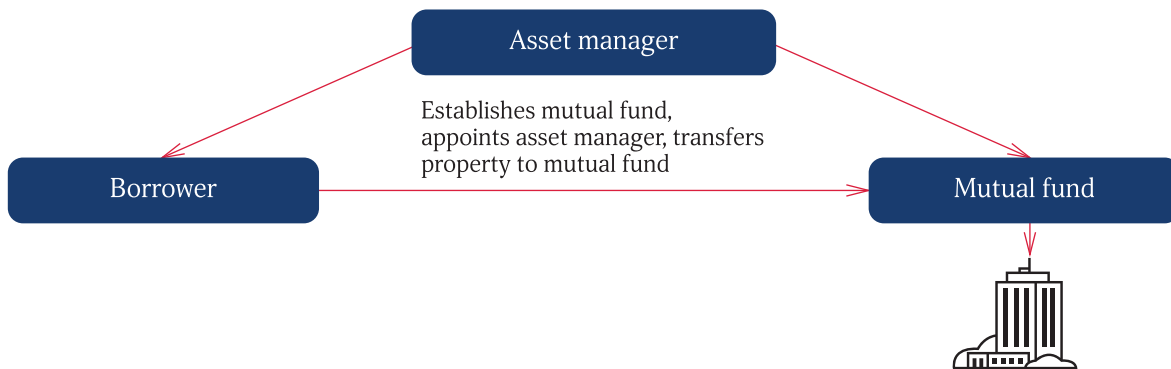 Asset manager
Establishes mutual fund,
appoints asset manager, transfers
property to mutual fund
Borrower
Mutual fund